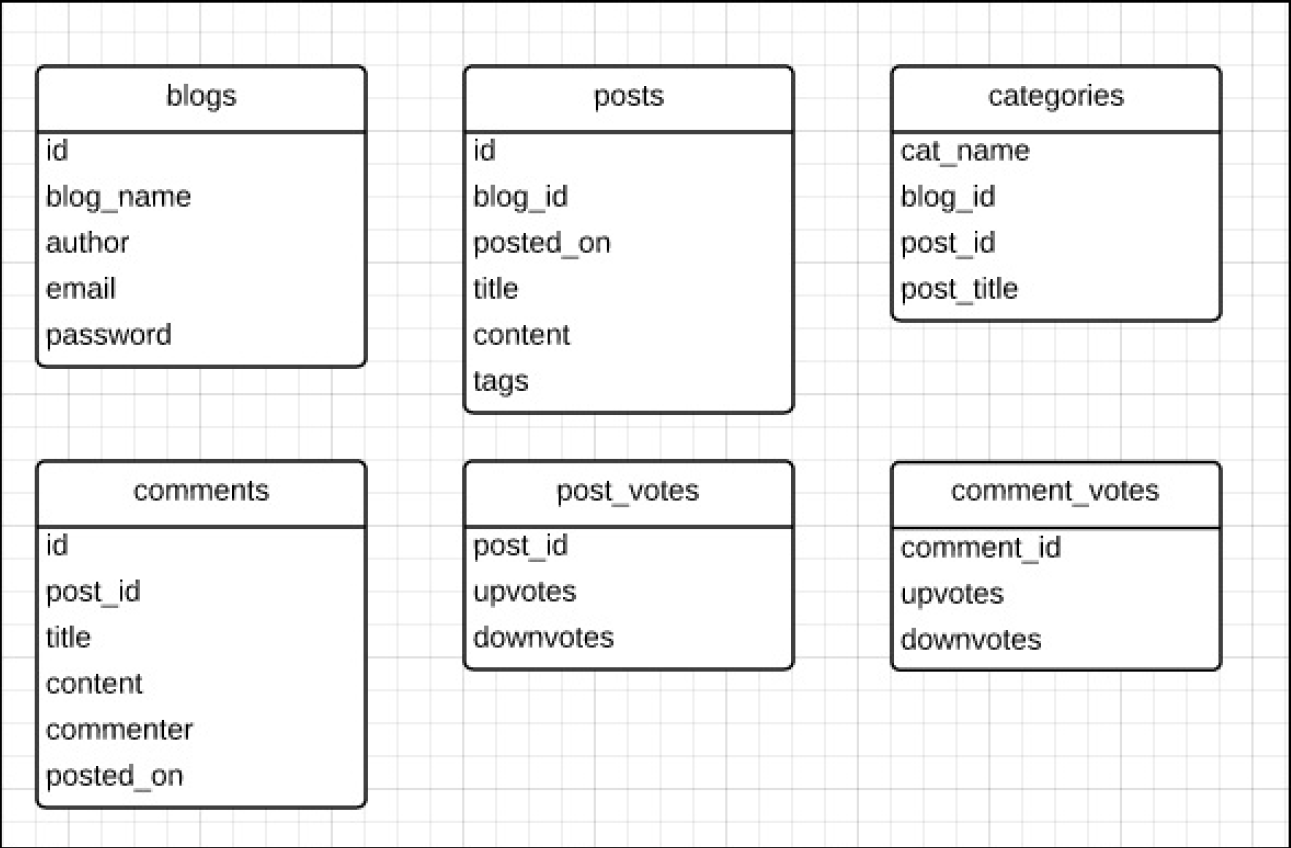 blogs
id
blog_name
author
email
password
posts
id
blog_id
posted_on
title
content
tags
categories
cat_name
blog_id
post_id
post_title
comments
id
post_id
title
content
commenter
posted_on
post_votes
post_id
upvotes
downvotes
comment_votes
comment_id
upvotes
downvotes